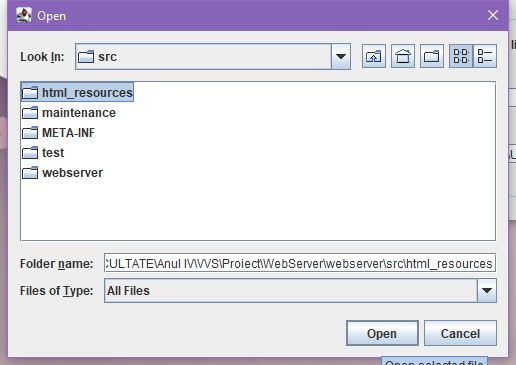 Open
Look In: src
html_resources
maintenance
META-INF
test
webserver
Folder name: CULTATE\Anul IV\VVS\Proiect\WebServer\webserver\src\html_resources
Files of Type: All Files
Open Cancel
Open selected file